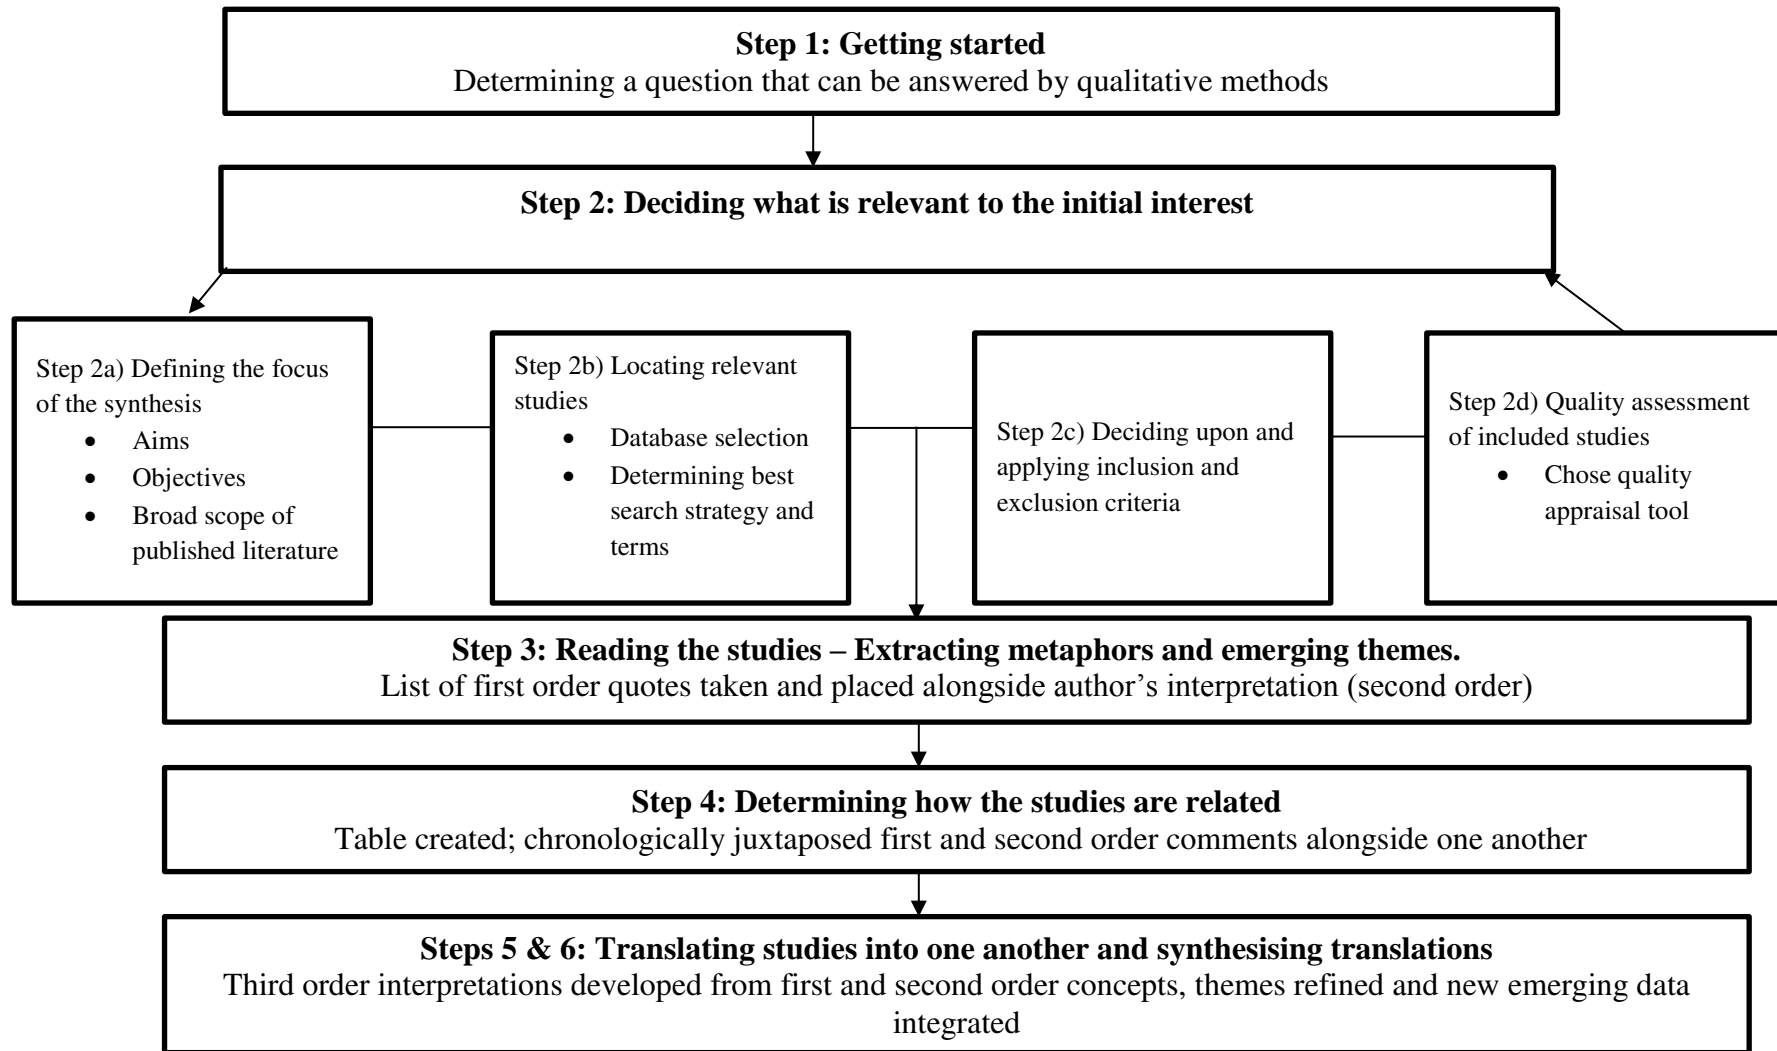 Step 1: Getting started
Determining a question that can be answered by qualitative methods
Step 2: Deciding what is relevant to the initial interest
Step 2a) Defining the focus
of the synthesis
• Aims
• Objectives
• Broad scope of
published literature
Step 2b) Locating relevant
studies
• Database selection
• Determining best
search strategy and
terms
Step 2c) Deciding upon and
applying inclusion and
exclusion criteria
Step 2d) Quality assessment
of included studies
• Chose quality
appraisal tool
Step 3: Reading the studies – Extracting metaphors and emerging themes.
List of first order quotes taken and placed alongside author’s interpretation (second order)
Step 4: Determining how the studies are related
Table created; chronologically juxtaposed first and second order comments alongside one another
Steps 5 & 6: Translating studies into one another and synthesising translations
Third order interpretations developed from first and second order concepts, themes refined and new emerging data
integrated